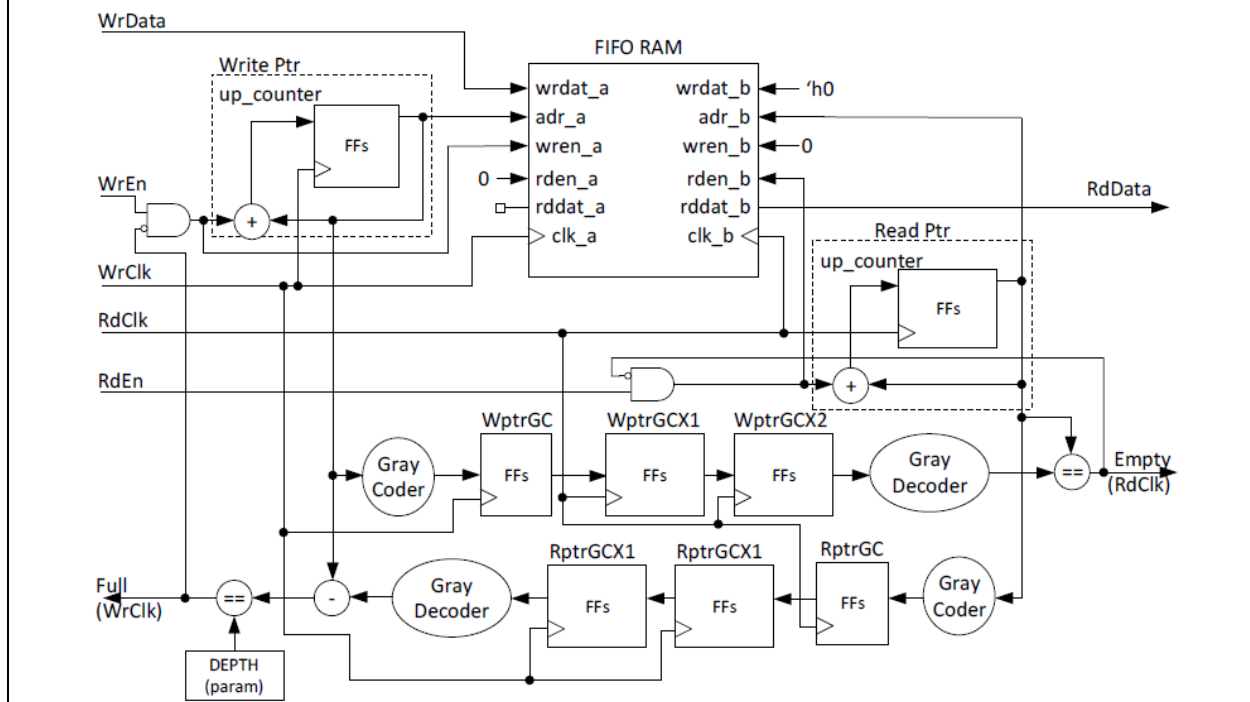 WrData
FIFO RAM
Write Ptr
up_counter
FFs
wrdat_a
wrdat_b
‘h0
adr_a
adr_b
wren_a
wren_b
0
WrEn
0
rden_a
rden_b
RdData
+
rddat_a
rddat_b
clk_a
clk_b
Read Ptr
WrClk
up_counter
FFs
RdClk
RdEn
+
WptrGC
WptrGCX1
WptrGCX2
Gray
Coder
FFs
FFs
FFs
Gray
Decoder
==
Empty
(RdClk)
RptrGCX1
RptrGCX1
RptrGC
Full
(WrClk)
==
-
Gray
Decoder
FFs
FFs
FFs
Gray
Coder
DEPTH
(param)